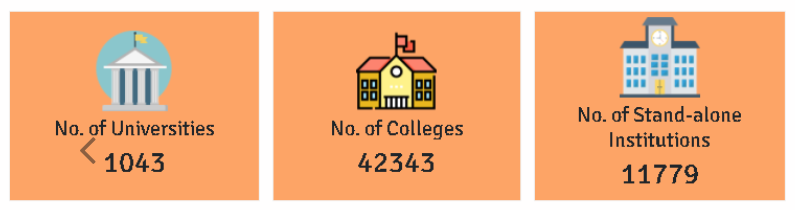 No. of Universities
1043
No. of Colleges
42343
No. of Stand-alone
Institutions
11779